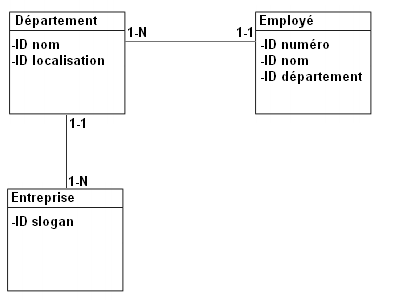 Département
-ID nom
-ID localisation
1-N
1-1
Employé
-ID numéro
-ID nom
-ID département
1-1
1-N
Entreprise
-ID slogan